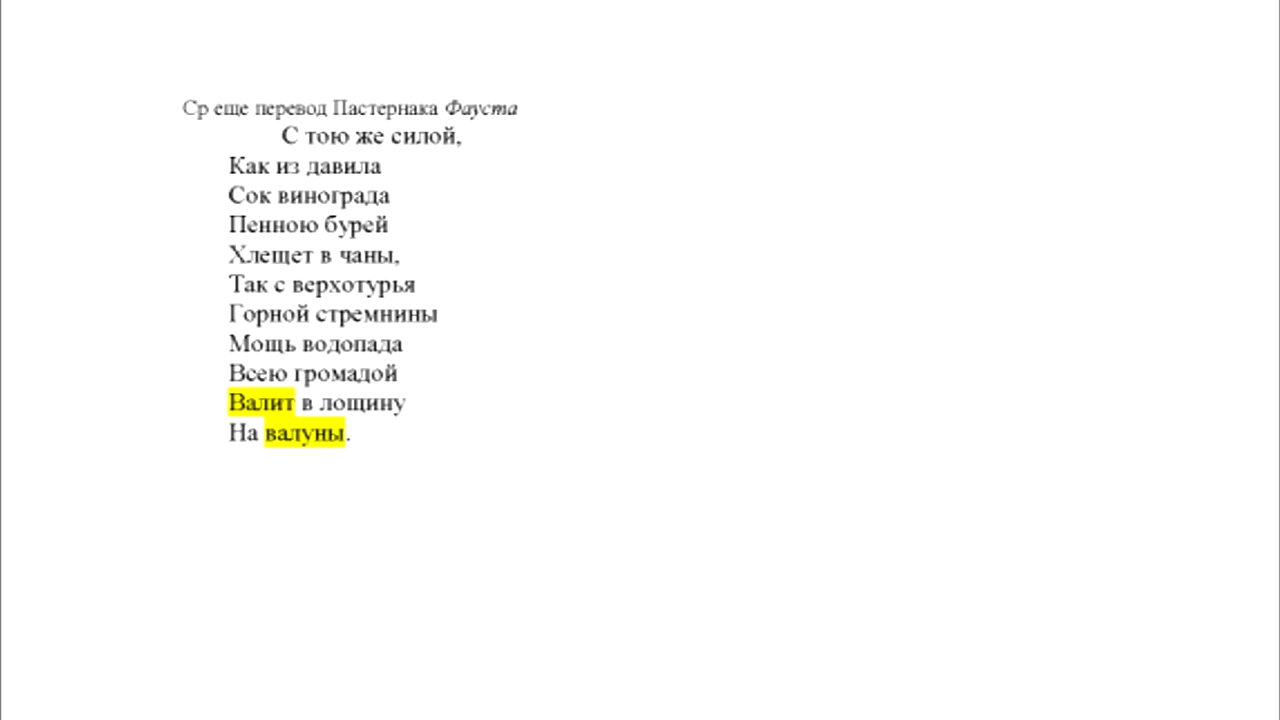 Ср еще перевод Пастернака Фауста
С тою же силой,
Как из давила
Сок винограда
Пенною бурей
Хлещет в чаны,
Так с верхотурья
Горной стремнины
Мощь водопада
Всею громадой
Валит в лощину
На валуны.